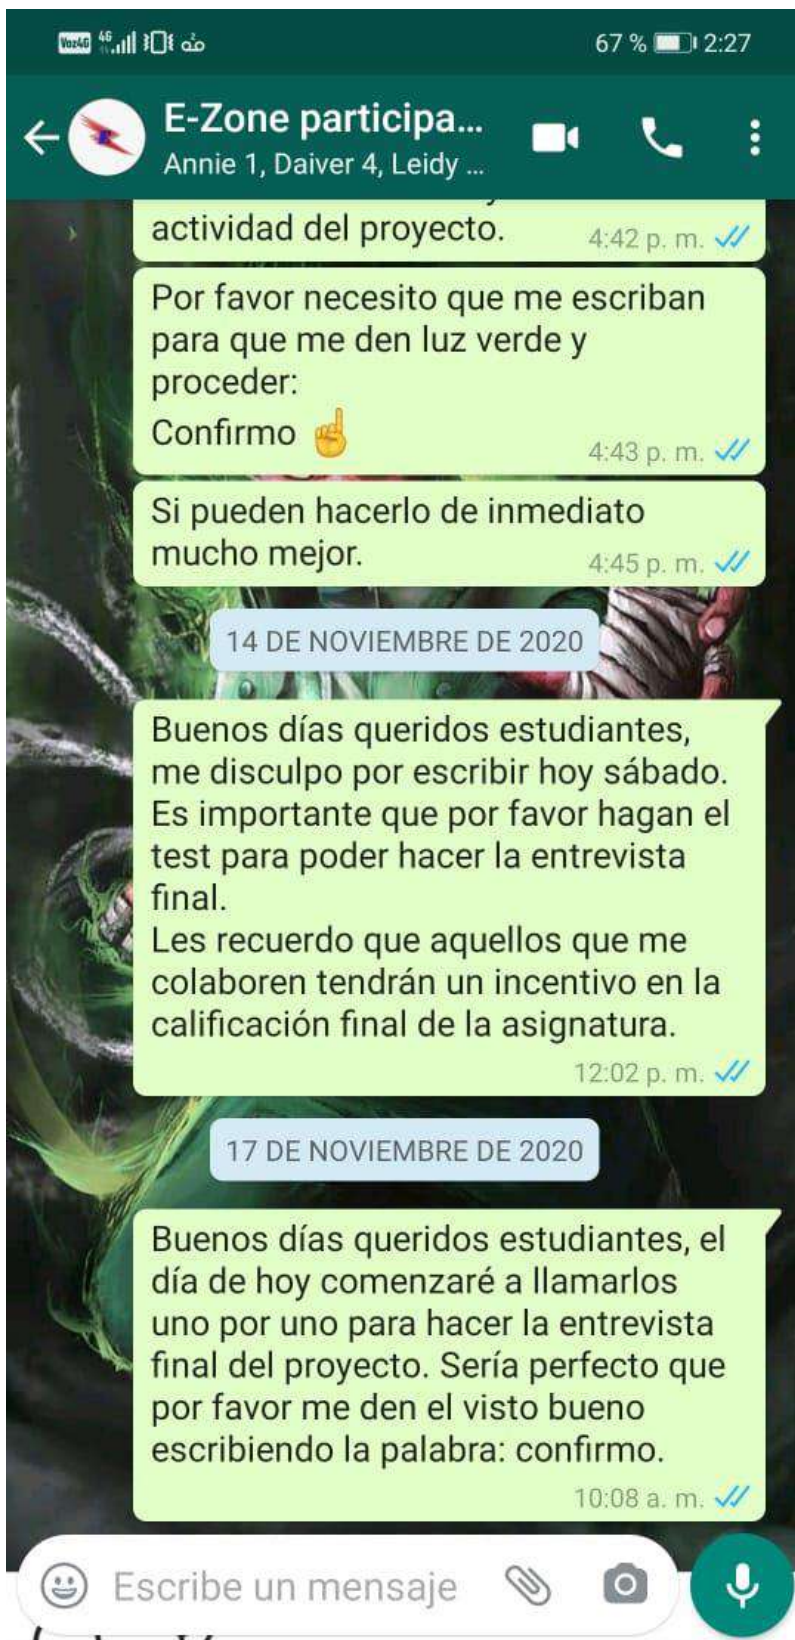 Voz4G 4G 67 % 2:27
E-Zone participa...
Annie 1, Daiver 4, Leidy ...
actividad del proyecto.
4:42 p. m.
Por favor necesito que me escriban
para que me den luz verde y
proceder:
Confirmo ☝
4:43 p. m.
Si pueden hacerlo de inmediato
mucho mejor.
4:45 p. m.
14 DE NOVIEMBRE DE 2020
Buenos días queridos estudiantes,
me disculpo por escribir hoy sábado.
Es importante que por favor hagan el
test para poder hacer la entrevista
final.
Les recuerdo que aquellos que me
colaboren tendrán un incentivo en la
calificación final de la asignatura.
12:02 p. m.
17 DE NOVIEMBRE DE 2020
Buenos días queridos estudiantes, el
día de hoy comenzaré a llamarlos
uno por uno para hacer la entrevista
final del proyecto. Sería perfecto que
por favor me den el visto bueno
escribiendo la palabra: confirmo.
10:08 a. m.
Escribe un mensaje